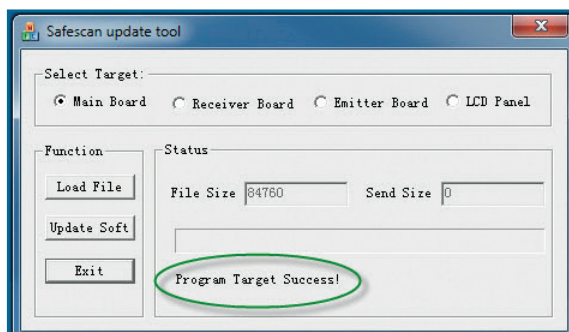 Safescan update tool
Select Target:
Main Board Receiver Board Emitter Board LCD Panel
Function
Load File
Update Soft
Exit
Status
File Size 84760 Send Size 0
Program Target Success!